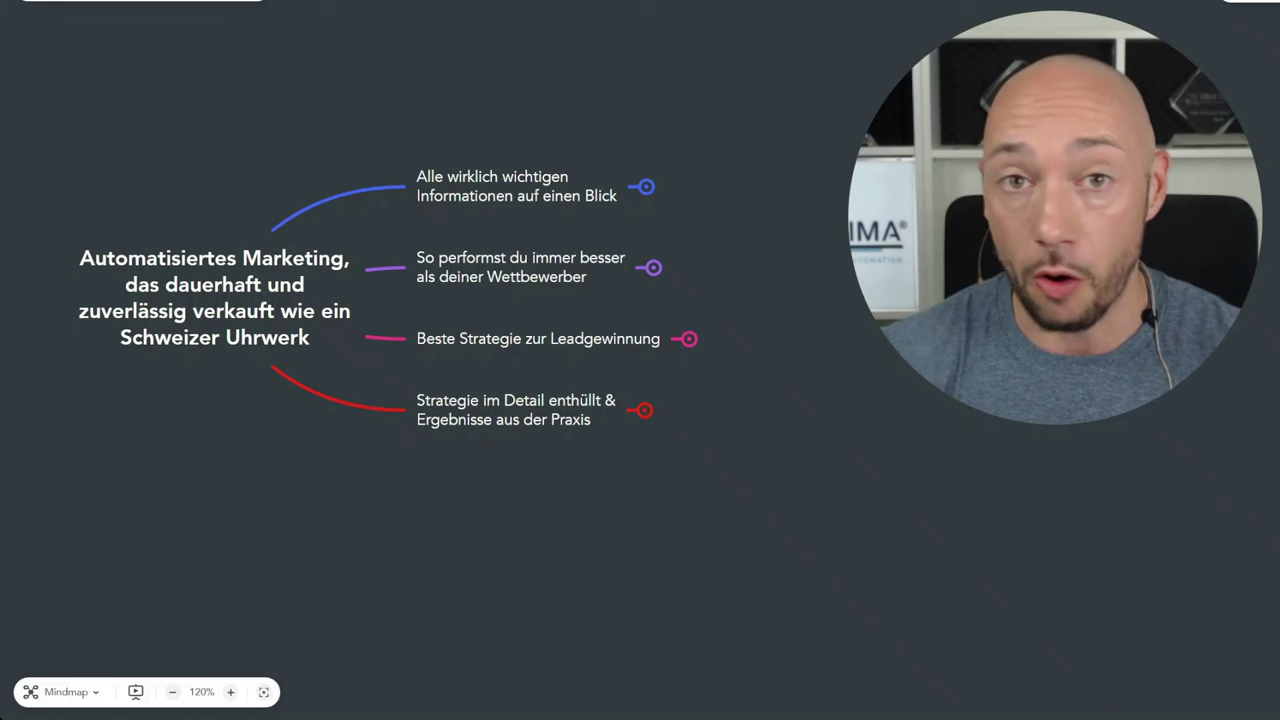 Automatisiertes Marketing,
das dauerhaft und
zuverlässig verkauft wie ein
Schweizer Uhrwerk
Alle wirklich wichtigen
Informationen auf einen Blick
So performst du immer besser
als deiner Wettbewerber
Beste Strategie zur Leadgewinnung
Strategie im Detail enthüllt &
Ergebnisse aus der Praxis
IMA®
Mindmap
120%